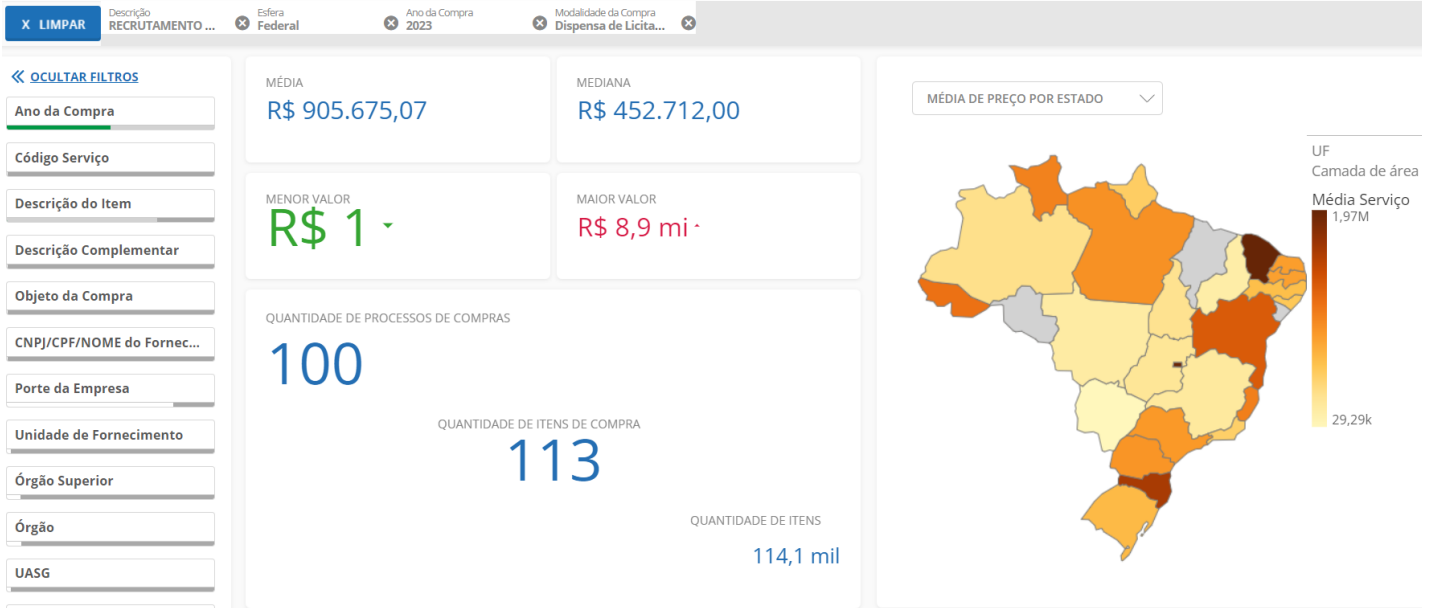 X LIMPAR
Descrição
RECRUTAMENTO ...
Esfera
Federal
Ano da Compra
2023
Modalidade da Compra
Dispensa de Licita...
OCULTAR FILTROS
Ano da Compra
Código Serviço
Descrição do Item
Descrição Complementar
Objeto da Compra
CNPJ/CPF/NOME do Fornec...
Porte da Empresa
Unidade de Fornecimento
Órgão Superior
Órgão
UASG
MÉDIA
R$ 905.675,07
MEDIANA
R$ 452.712,00
MENOR VALOR
R$ 1
MAIOR VALOR
R$ 8,9 mi
QUANTIDADE DE PROCESSOS DE COMPRAS
100
QUANTIDADE DE ITENS DE COMPRA
113
QUANTIDADE DE ITENS
114,1 mil
MÉDIA DE PREÇO POR ESTADO
UF
Camada de área
Média Serviço
1,97M
29,29k